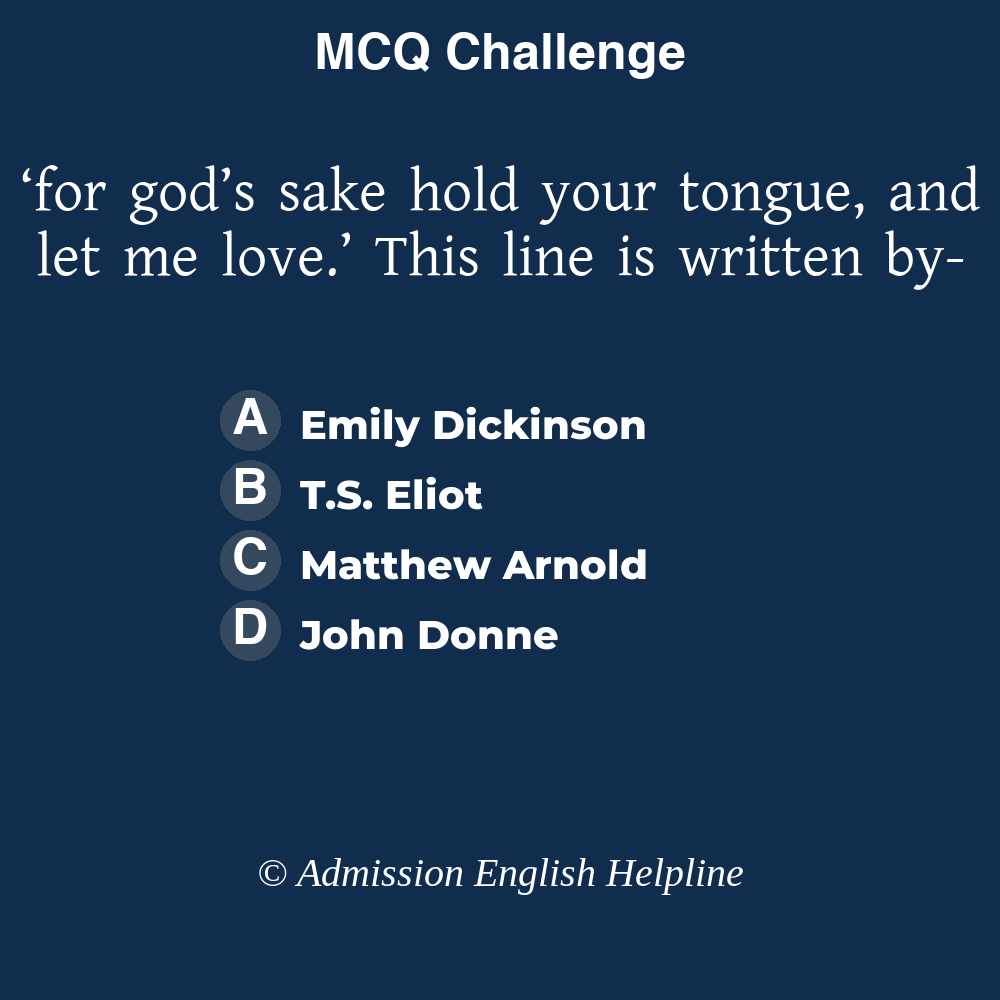 MCQ Challenge
‘for god’s sake hold your tongue, and
let me love.’ This line is written by-
A Emily Dickinson
B T.S. Eliot
C Matthew Arnold
D John Donne
© Admission English Helpline